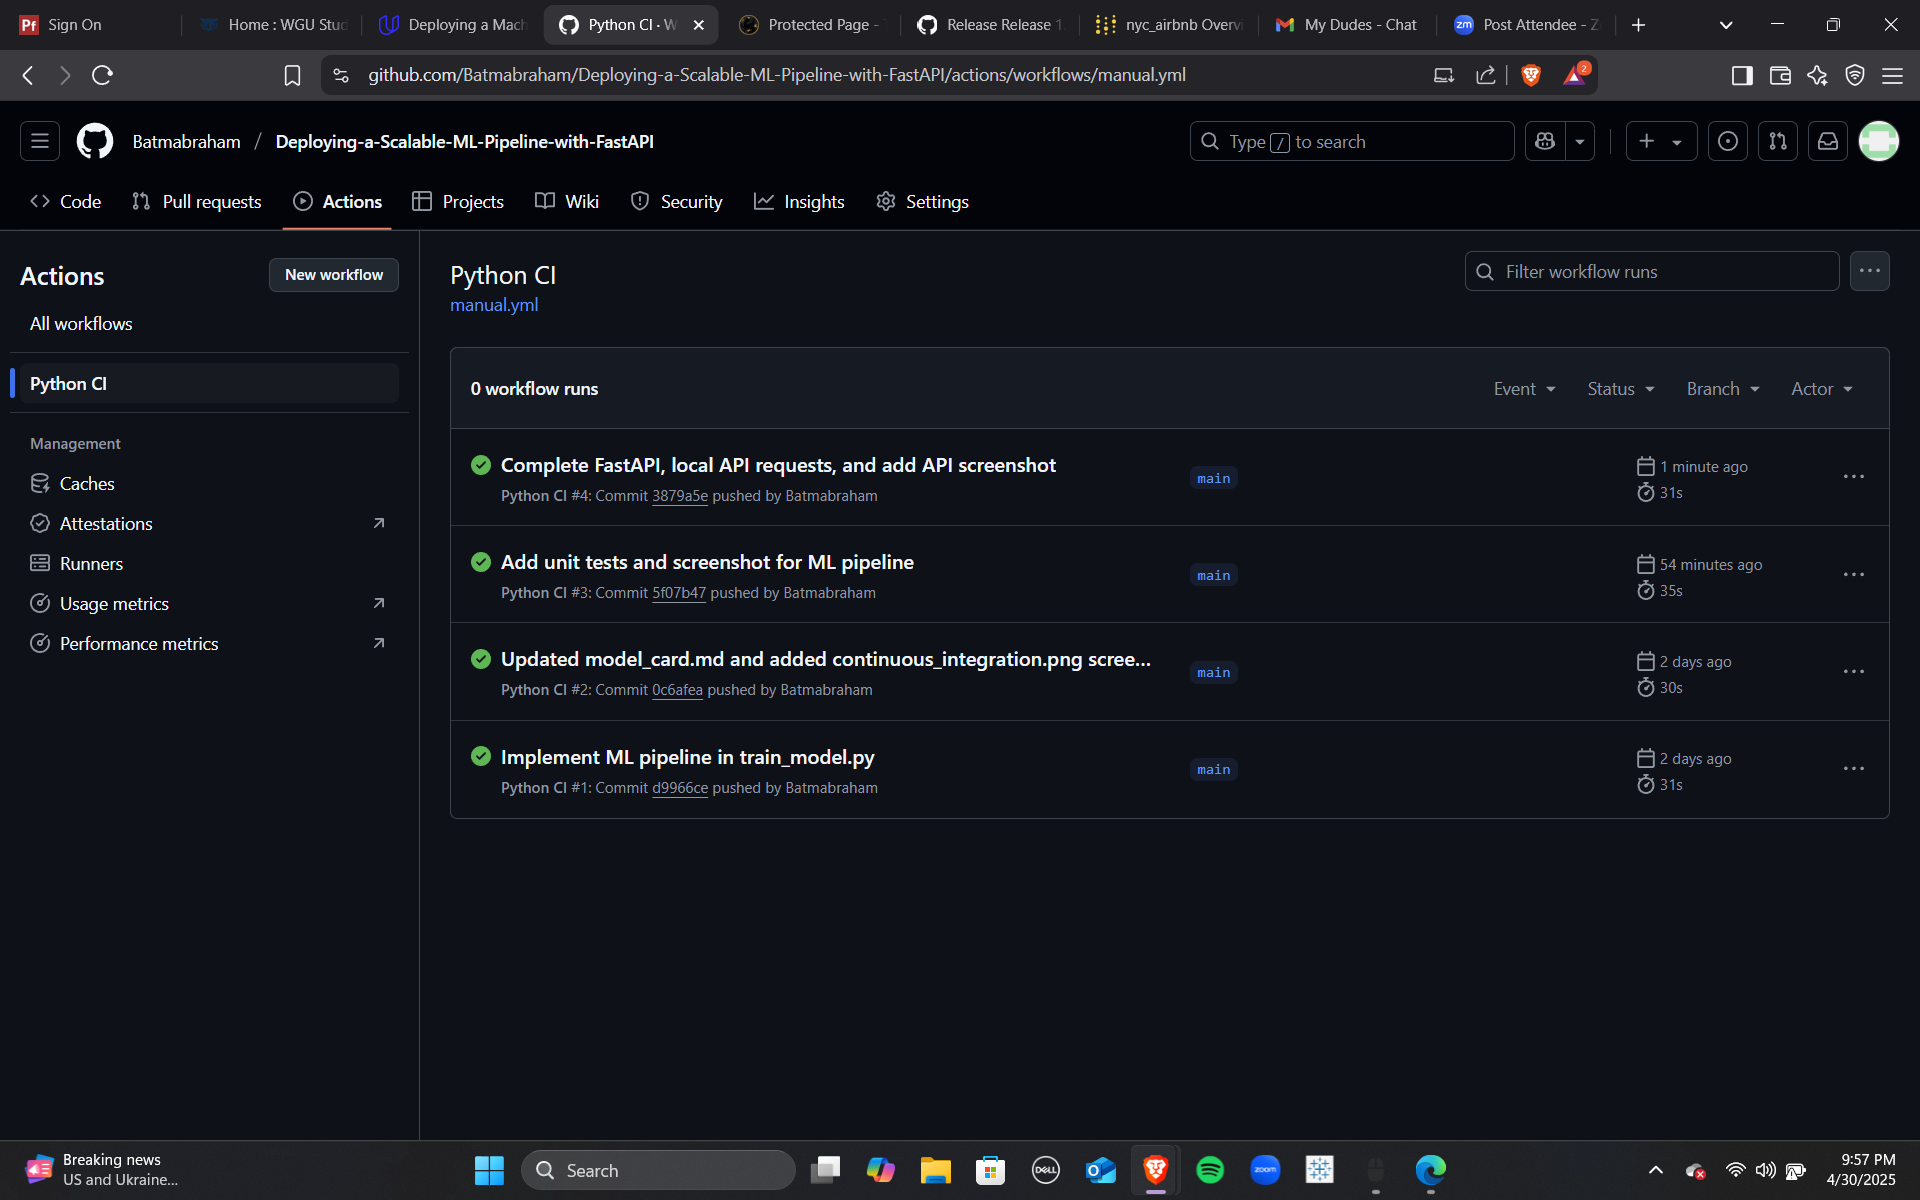 Pf Sign On
Home : WGU Stud
Deploying a Mach
Python CI · W
Protected Page -
Release Release 1.
nyc_airbnb Overvi
My Dudes - Chat
zm Post Attendee - Z
github.com/Batmabraham/Deploying-a-Scalable-ML-Pipeline-with-FastAPI/actions/workflows/manual.yml
2
Batmabraham / Deploying-a-Scalable-ML-Pipeline-with-FastAPI
Type / to search
Code
Pull requests
Actions
Projects
Wiki
Security
Insights
Settings
Actions
New workflow
All workflows
Python CI
Management
Caches
Attestations
Runners
Usage metrics
Performance metrics
Python CI
manual.yml
Filter workflow runs
0 workflow runs
Event
Status
Branch
Actor
Complete FastAPI, local API requests, and add API screenshot
Python CI #4: Commit 3879a5e pushed by Batmabraham
main
1 minute ago
31s
Add unit tests and screenshot for ML pipeline
Python CI #3: Commit 5f07b47 pushed by Batmabraham
main
54 minutes ago
35s
Updated model_card.md and added continuous_integration.png scree...
Python CI #2: Commit 0c6afea pushed by Batmabraham
main
2 days ago
30s
Implement ML pipeline in train_model.py
Python CI #1: Commit d9966ce pushed by Batmabraham
main
2 days ago
31s
Breaking news
US and Ukraine...
Search
DELL
zoom
9:57 PM
4/30/2025